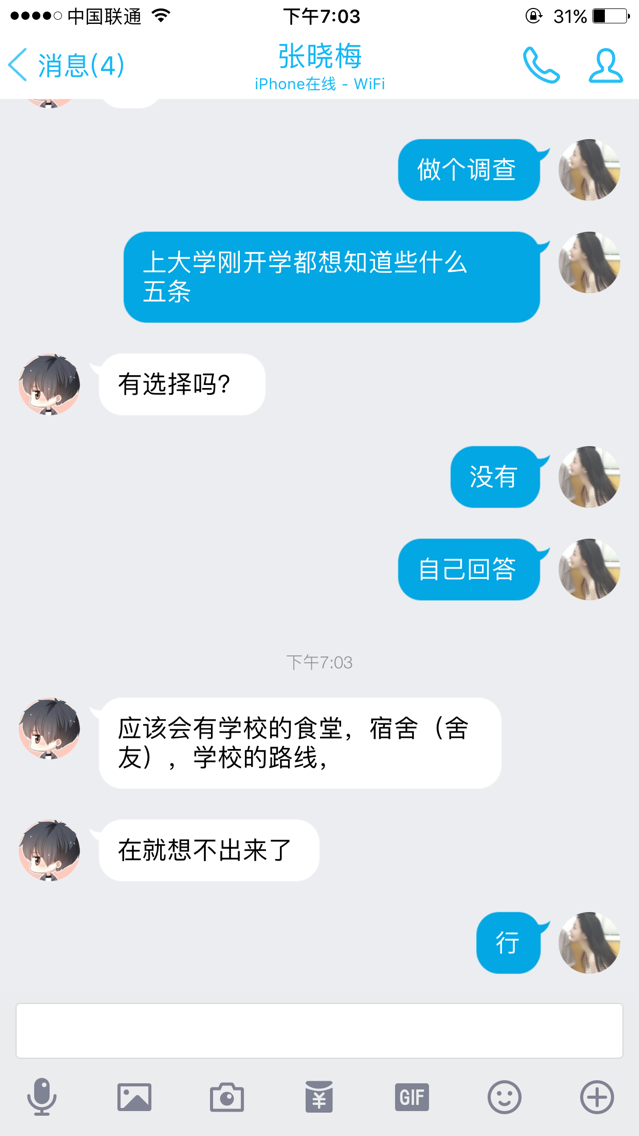 中国联通 下午7:03 31%
消息(4) 张晓梅
iPhone在线 - WiFi
做个调查
上大学刚开学都想知道些什么
五条
有选择吗?
没有
自己回答
下午7:03
应该会有学校的食堂，宿舍（舍
友），学校的路线，
在就想不出来了
行
¥ GIF